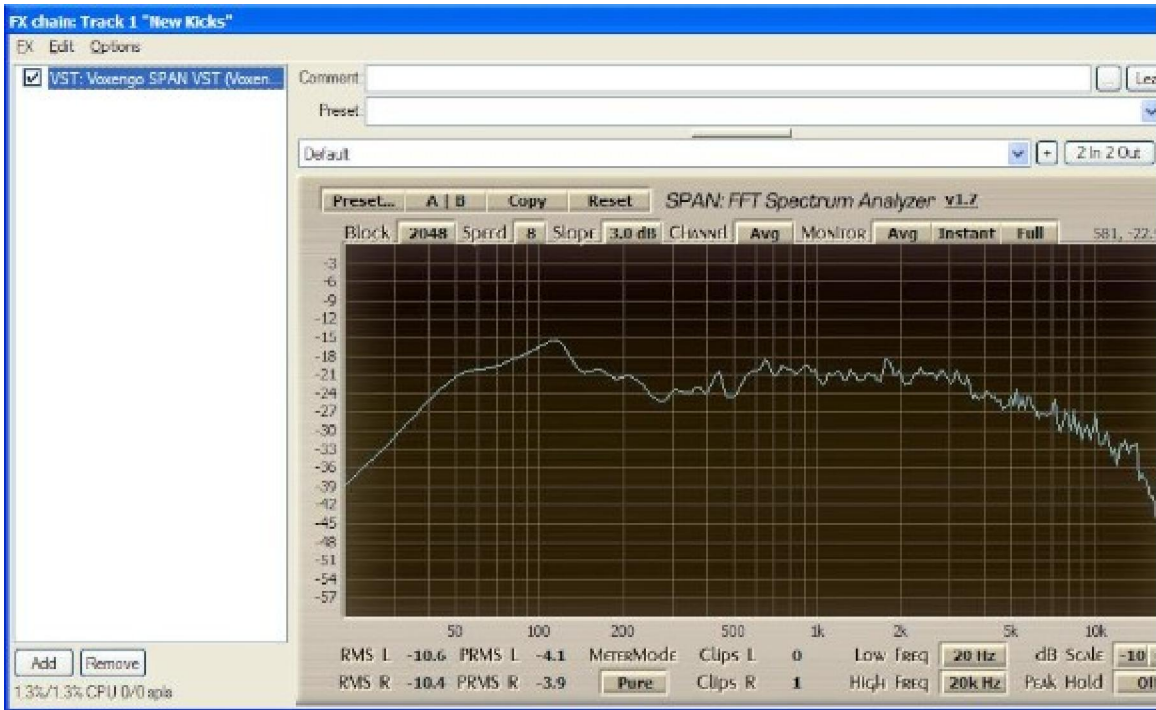 FX chain: Track 1 "New Kicks"
FX Edit Options
VST: Voxengo SPAN VST (Voxen...
Comment
... Lea
Preset:
Default
+ 2 In 2 Out
Preset... A | B Copy Reset SPAN: FFT Spectrum Analyzer v1.7
Block 2048 Speed 8 Slope 3.0 dB Channel Avg Monitor Avg Instant Full 581, -22.
-3
-6
-9
-12
-15
-18
-21
-24
-27
-30
-33
-36
-39
-42
-45
-48
-51
-54
-57
50 100 200 500 1k 2k 5k 10k
RMS L -10.6 PRMS L -4.1 MeterMode Clips L 0 Low Freq 20 Hz dB Scale -10
RMS R -10.4 PRMS R -3.9 Pure Clips R 1 High Freq 20k Hz Peak Hold Of
Add Remove
1.3%/1.3% CPU 0/0 spls